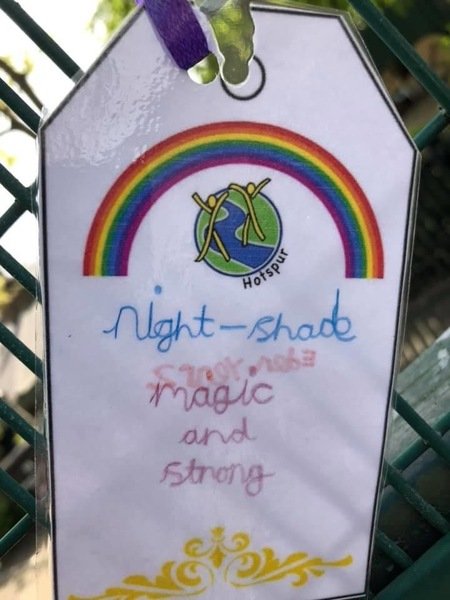 Hotspur
Night-shade
magic
and
strong